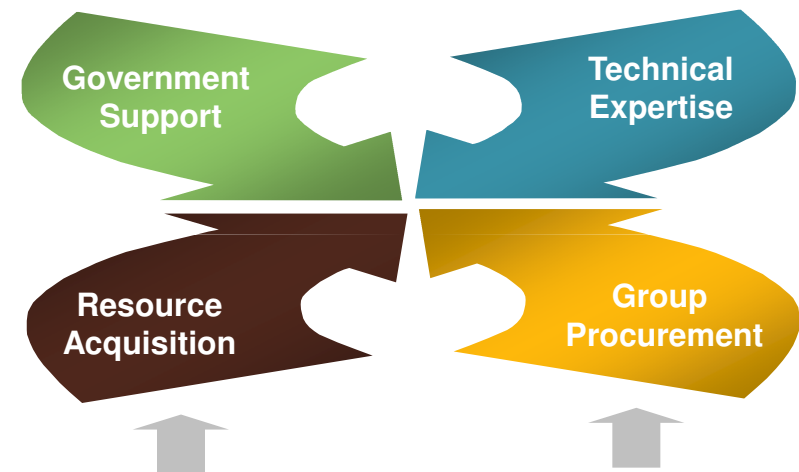 Government
Support
Technical
Expertise
Resource
Acquisition
Group
Procurement